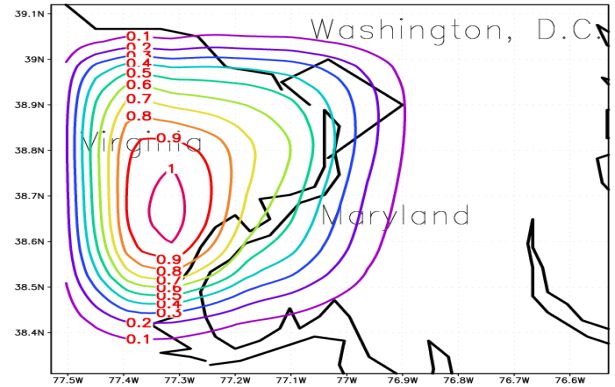 39.1N
Washington, D.C.
0.1
0.2
39N
0.3
0.4
0.5
0.6
38.9N
0.7
0.8
Virginia
0.9
38.8N
1
38.7N
Maryland
38.6N
0.9
0.8
0.7
38.5N
0.6
0.5
0.4
0.3
38.4N
0.2
0.1
77.5W 77.4W 77.3W 77.2W 77.1W 77W 76.9W 76.8W 76.7W 76.6W